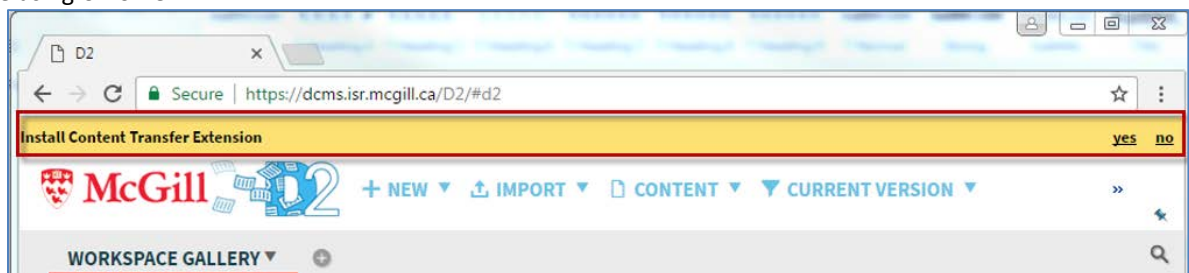 D2
Secure | https://dcms.isr.mcgill.ca/D2/#d2
Install Content Transfer Extension yes no
McGill D2 + NEW IMPORT CONTENT CURRENT VERSION »
WORKSPACE GALLERY